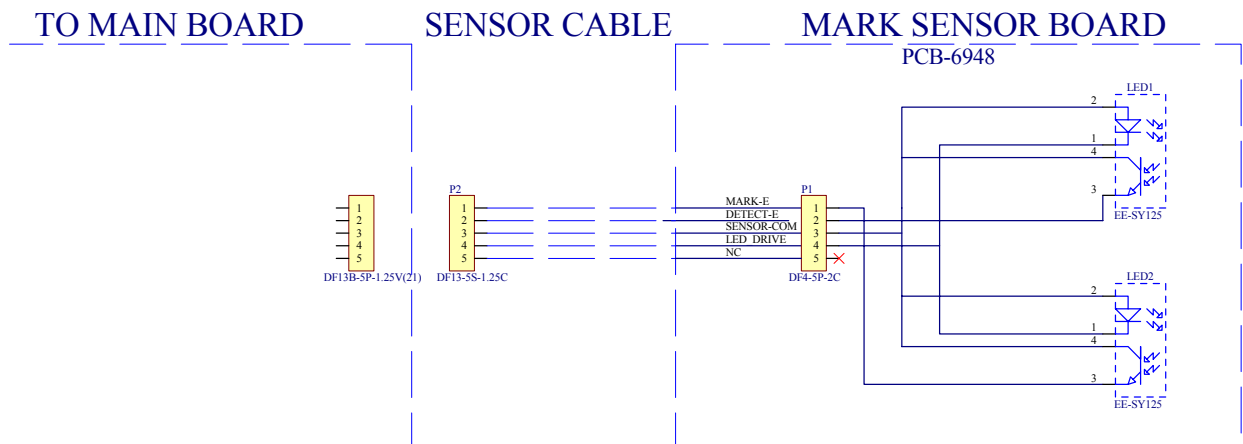 TO MAIN BOARD
SENSOR CABLE
MARK SENSOR BOARD
PCB-6948
1
2
3
4
5
DF13B-5P-1.25V(21)
P2
1
2
3
4
5
DF13-5S-1.25C
MARK-E
DETECT-E
SENSOR-COM
LED_DRIVE
NC
P1
1
2
3
4
5
DF4-5P-2C
LED1
2
1
4
3
EE-SY125
LED2
2
1
4
3
EE-SY125